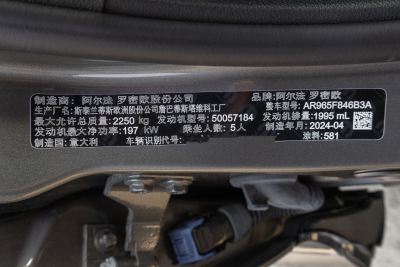 制造商：阿尔法 罗密欧股份公司 品牌：阿尔法 罗密欧
生产厂名：斯泰兰蒂斯欧洲股份公司詹巴蒂斯塔维科工厂 整车型号：AR965F846B3A
最大允许总质量：2250 kg 发动机型号：50057184 发动机排量：1995 mL
发动机最大净功率：197 kW 乘坐人数：5人 制造年月：2024-04
制造国：意大利 车辆识别代号： 涂料：581